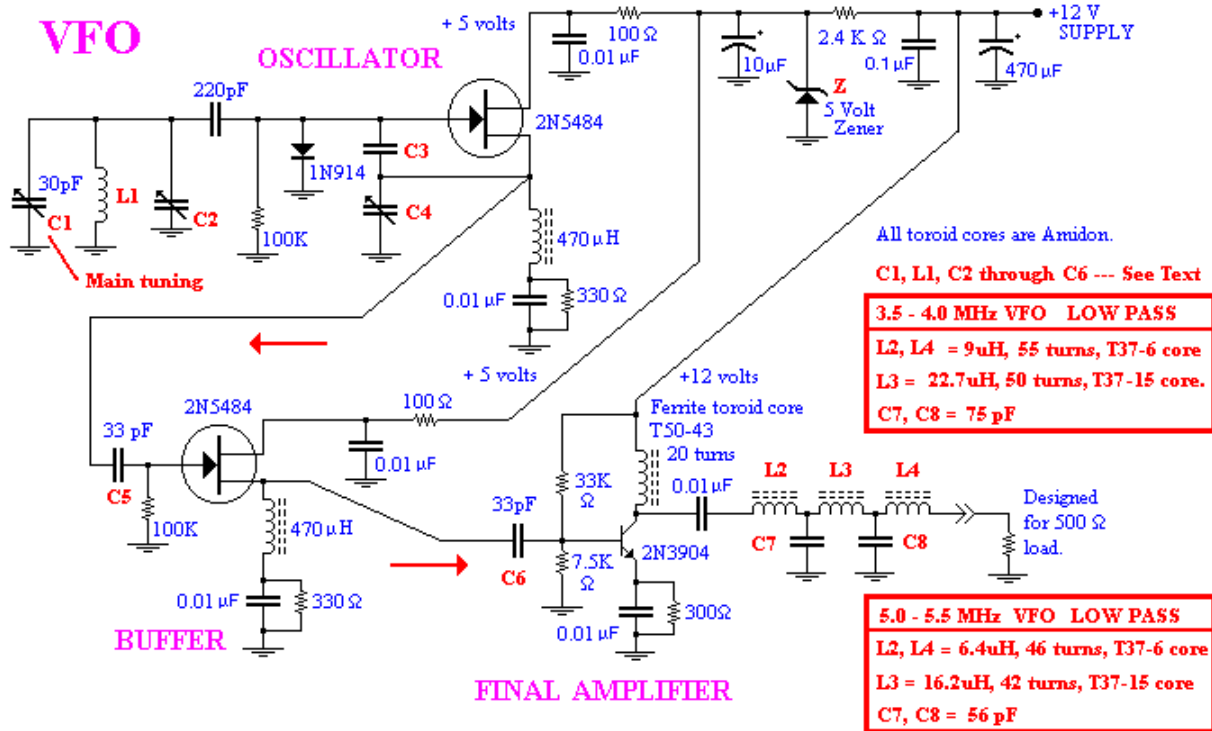 VFO
OSCILLATOR
+ 5 volts
100 Ω
0.01 µF
10µF
2.4 K Ω
0.1 µF
470 µF
+12 V
SUPPLY
Z
5 Volt
Zener
220pF
2N5484
1N914
C3
C4
30pF
C1
L1
C2
100K
Main tuning
470 µH
0.01 µF
330 Ω
All toroid cores are Amidon.
C1, L1, C2 through C6 --- See Text
3.5 - 4.0 MHz VFO LOW PASS
L2, L4 = 9uH, 55 turns, T37-6 core
L3 = 22.7uH, 50 turns, T37-15 core.
C7, C8 = 75 pF
+ 5 volts
+12 volts
2N5484
100 Ω
33 pF
C5
100K
0.01 µF
470 µH
0.01 µF
330 Ω
BUFFER
Ferrite toroid core
T50-43
20 turns
33K
Ω
33pF
C6
7.5K
Ω
2N3904
0.01 µF
0.01 µF
300Ω
FINAL AMPLIFIER
L2
L3
L4
C7
C8
Designed
for 500 Ω
load.
5.0 - 5.5 MHz VFO LOW PASS
L2, L4 = 6.4uH, 46 turns, T37-6 core
L3 = 16.2uH, 42 turns, T37-15 core
C7, C8 = 56 pF